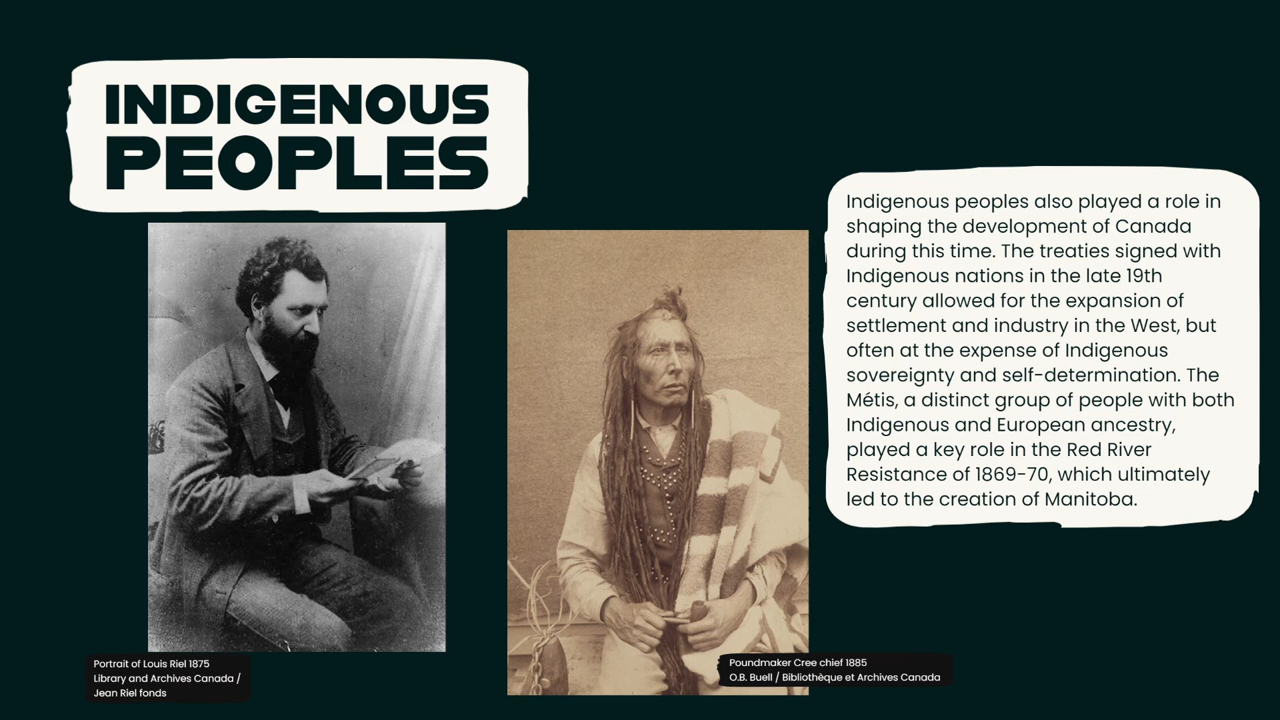 INDIGENOUS
PEOPLES
Indigenous peoples also played a role in
shaping the development of Canada
during this time. The treaties signed with
Indigenous nations in the late 19th
century allowed for the expansion of
settlement and industry in the West, but
often at the expense of Indigenous
sovereignty and self-determination. The
Métis, a distinct group of people with both
Indigenous and European ancestry,
played a key role in the Red River
Resistance of 1869-70, which ultimately
led to the creation of Manitoba.
Portrait of Louis Riel 1875
Library and Archives Canada /
Jean Riel fonds
Poundmaker Cree chief 1885
O.B. Buell / Bibliothèque et Archives Canada